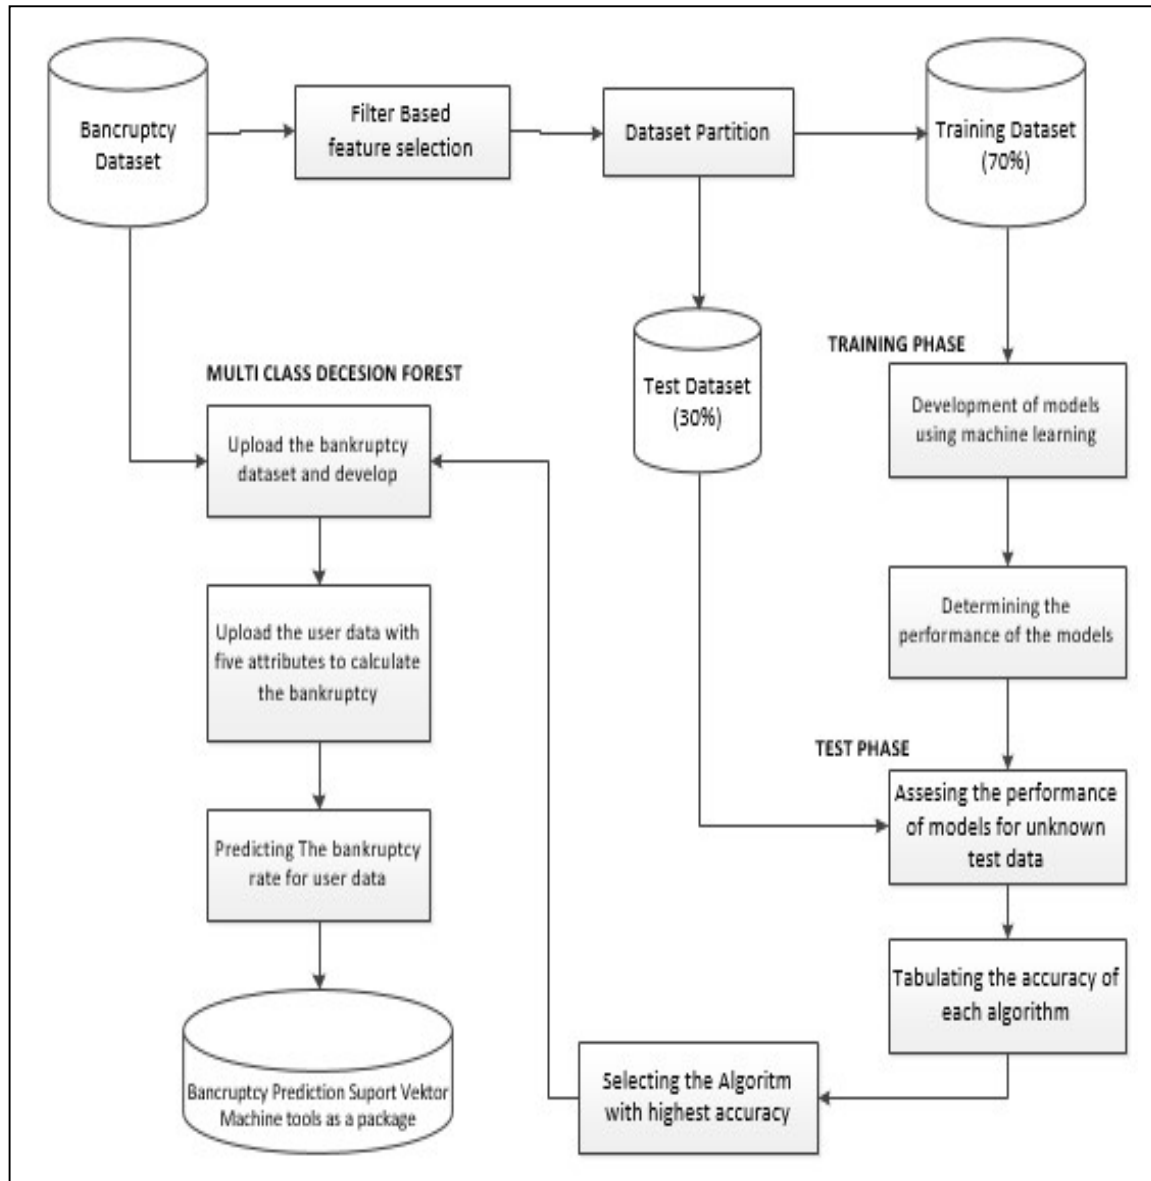 Bancruptcy
Dataset
Filter Based
feature selection
Dataset Partition
Training Dataset
(70%)
Test Dataset
(30%)
TRAINING PHASE
Development of models
using machine learning
Determining the
performance of the models
TEST PHASE
Assesing the performance
of models for unknown
test data
Tabulating the accuracy of
each algorithm
Selecting the Algoritm
with highest accuracy
MULTI CLASS DECESION FOREST
Upload the bankruptcy
dataset and develop
Upload the user data with
five attributes to calculate
the bankruptcy
Predicting The bankruptcy
rate for user data
Bancruptcy Prediction Suport Vektor
Machine tools as a package